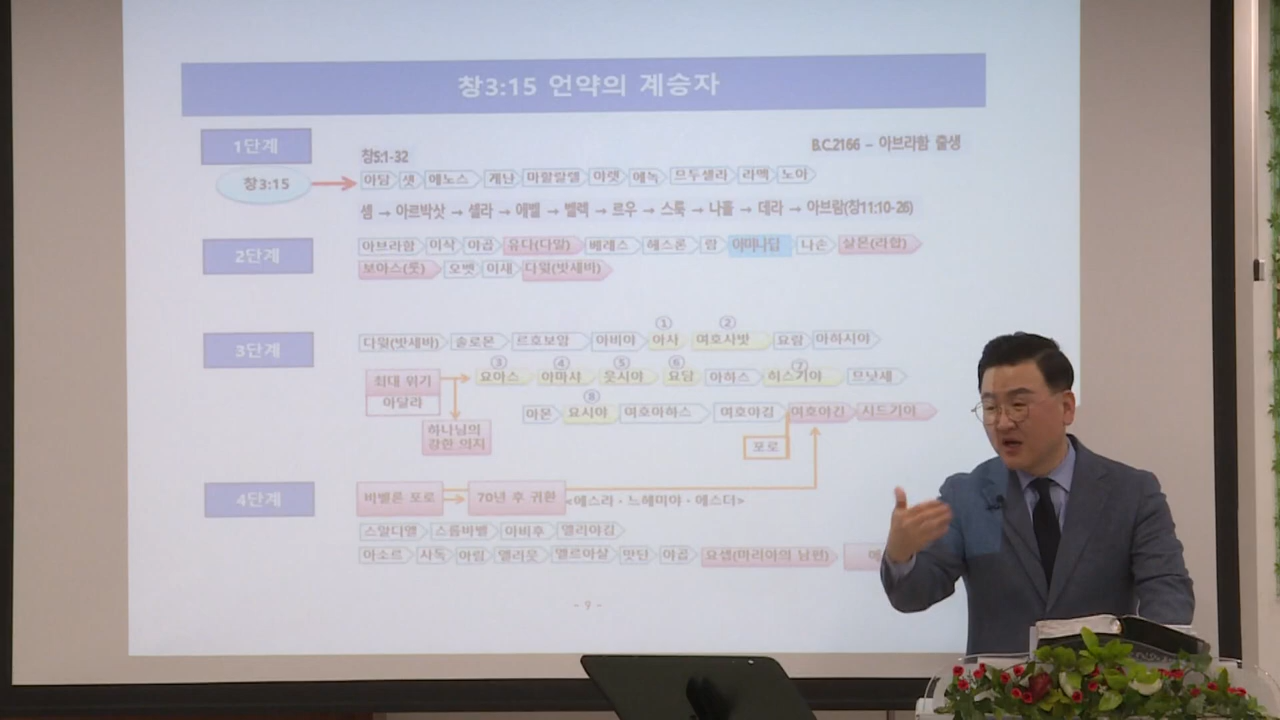 창3:15 언약의 계승자
1단계
B.C.2166 – 아브라함 출생
창5:1-32
창3:15
아담 셋 에노스 게난 마할랄렐 야렛 에녹 므두셀라 라멕 노아
셈 → 아르박삿 → 셀라 → 에벨 → 벨렉 → 르우 → 스룩 → 나홀 → 데라 → 아브람(창11:10-26)
2단계
아브라함 이삭 야곱 유다(다말) 베레스 헤스론 람 아미나답 나손 살몬(라합)
보아스(룻) 오벳 이새 다윗(밧세바)
3단계
① ②
다윗(밧세바) 솔로몬 르호보암 아비야 아사 여호사밧 요람 아하시야
③ ④ ⑤ ⑥ ⑦
최대 위기 요아스 아마샤 웃시야 요담 아하스 히스기야 므낫세
아달랴
⑧
아몬 요시야 여호아하스 여호야김 여호야긴 시드기야
하나님의
강한 의지
포로
4단계
바벨론 포로 70년 후 귀환 <에스라 · 느헤미야 · 에스더>
스알디엘 스룹바벨 아비후 엘리아김
아소르 사독 아킴 엘리웃 엘르아살 맛단 야곱 요셉(마리아의 남편) 예
- 9 -